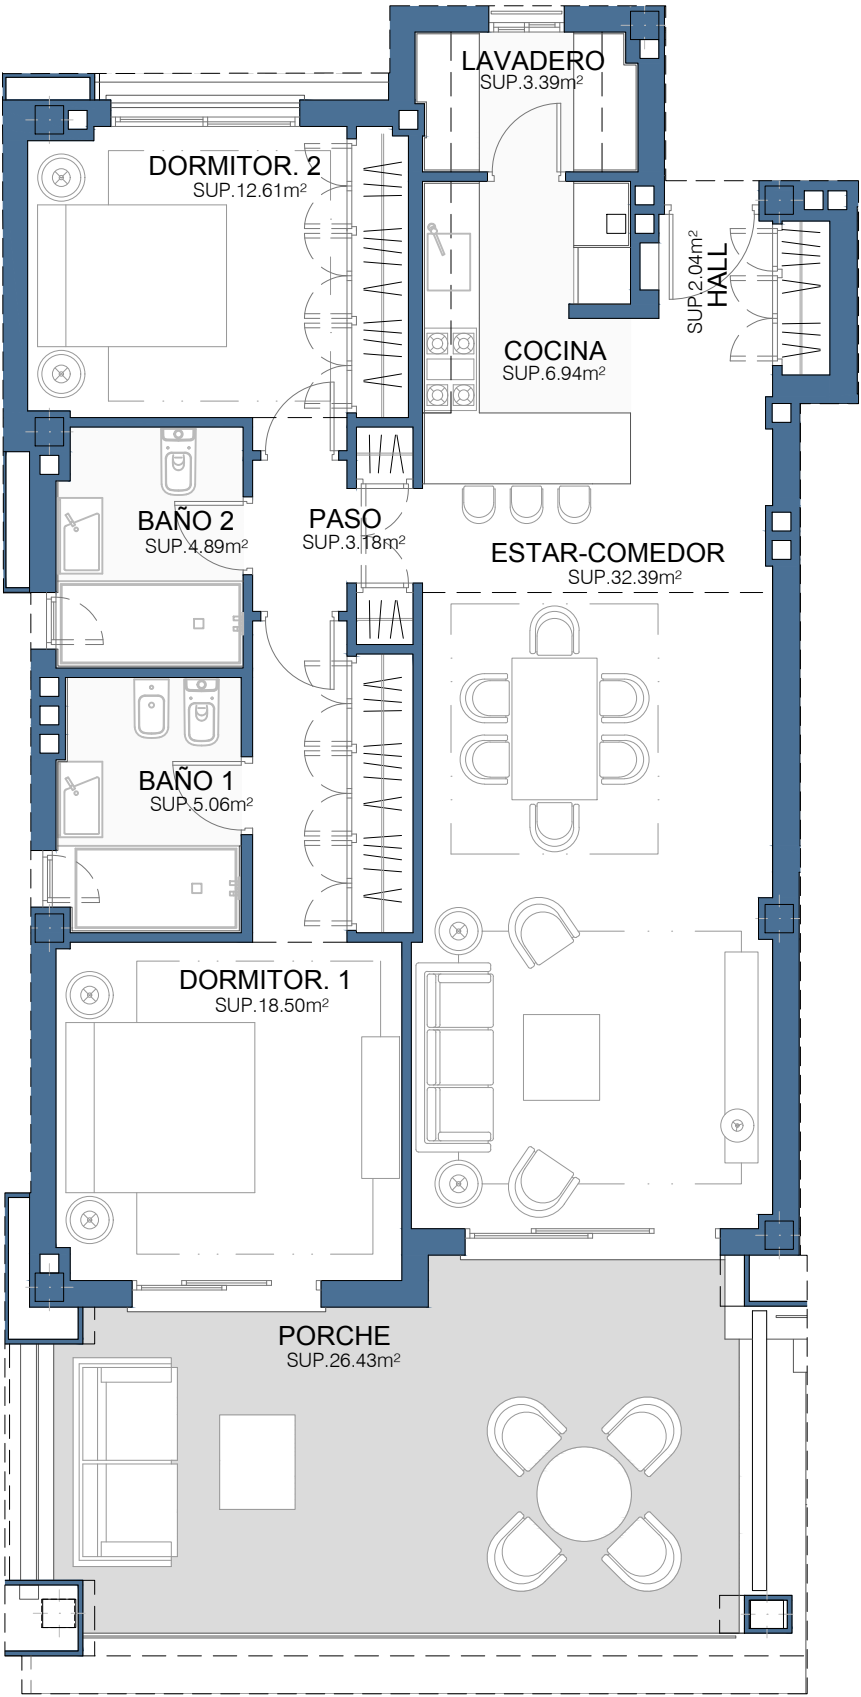 LAVADERO
SUP.3.39m²
DORMITOR. 2
SUP.12.61m²
HALL
SUP.2.04m²
COCINA
SUP.6.94m²
BAÑO 2
SUP.4.89m²
PASO
SUP.3.18m²
ESTAR-COMEDOR
SUP.32.39m²
BAÑO 1
SUP.5.06m²
DORMITOR. 1
SUP.18.50m²
PORCHE
SUP.26.43m²